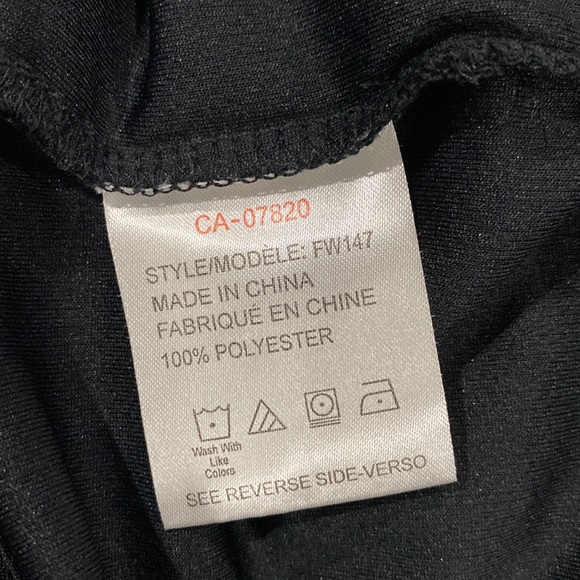 CA-07820
STYLE/MODÈLE: FW147
MADE IN CHINA
FABRIQUÉ EN CHINE
100% POLYESTER
Wash With
Like
Colors
SEE REVERSE SIDE-VERSO